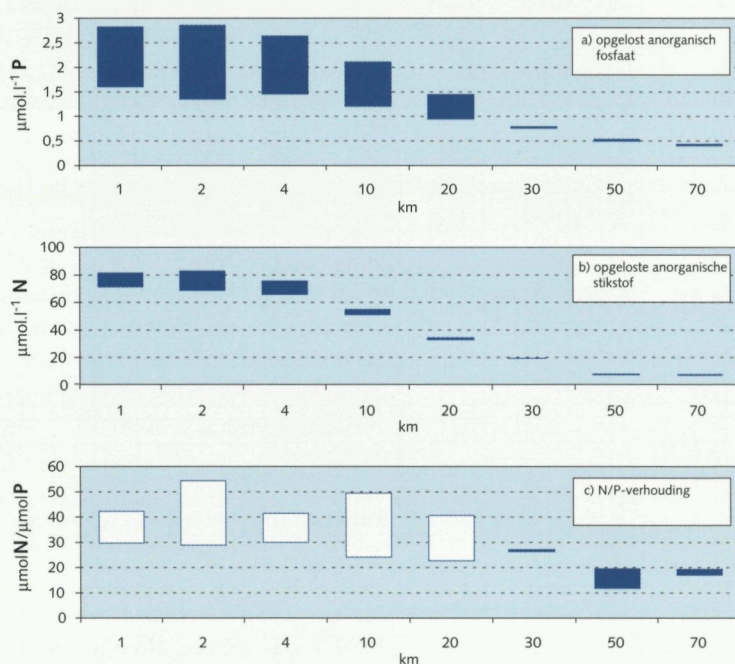 3
2,5
2
1,5
1
0,5
0
µmol.l⁻¹ P
a) opgelost anorganisch
fosfaat
1 2 4 10 20 30 50 70
km
100
80
60
40
20
0
µmol.l⁻¹ N
b) opgeloste anorganische
stikstof
1 2 4 10 20 30 50 70
km
60
50
40
30
20
10
0
µmolN/µmolP
c) N/P-verhouding
1 2 4 10 20 30 50 70
km